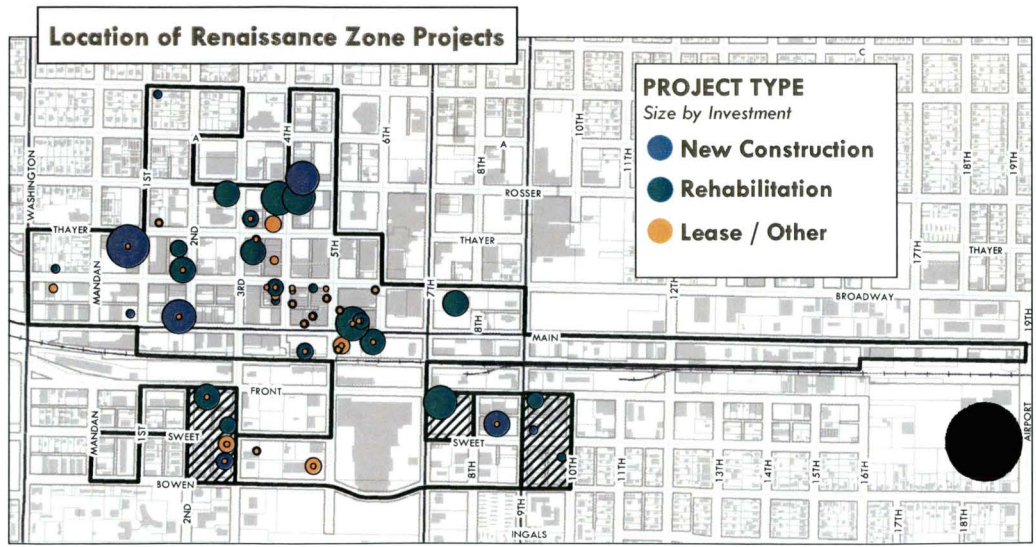 Location of Renaissance Zone Projects
PROJECT TYPE
Size by Investment
New Construction
Rehabilitation
Lease / Other
C
WASHINGTON
1ST
A
4TH
6TH
8TH
A
10TH
11TH
18TH
19TH
ROSSER
THAYER
MANDAN
2ND
3RD
5TH
THAYER
7TH
8TH
12TH
17TH
THAYER
BROADWAY
MAIN
19TH
FRONT
MANDAN
1ST
SWEET
BOWEN
2ND
SWEET
8TH
9TH
10TH
11TH
13TH
14TH
15TH
16TH
17TH
18TH
AIRPORT
INGALS